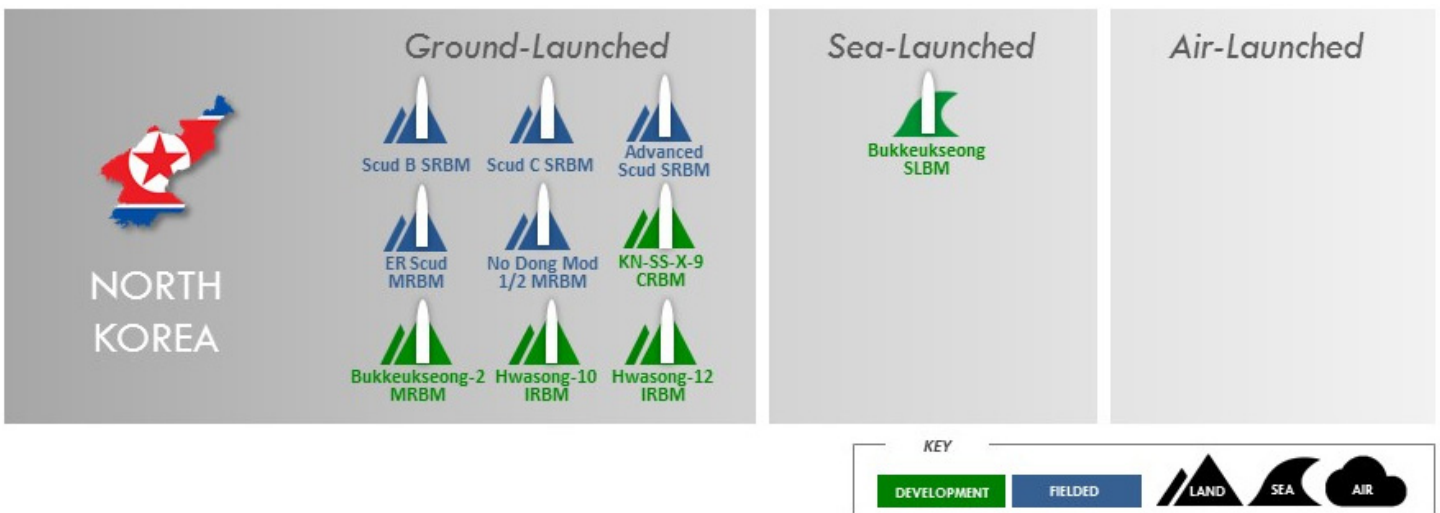 Ground-Launched
Sea-Launched
Air-Launched
NORTH
KOREA
Scud B SRBM
Scud C SRBM
Advanced
Scud SRBM
ER Scud
MRBM
No Dong Mod
1/2 MRBM
KN-SS-X-9
CRBM
Bukkeukseong-2
MRBM
Hwasong-10
IRBM
Hwasong-12
IRBM
Bukkeukseong
SLBM
KEY
DEVELOPMENT
FIELDED
LAND
SEA
AIR